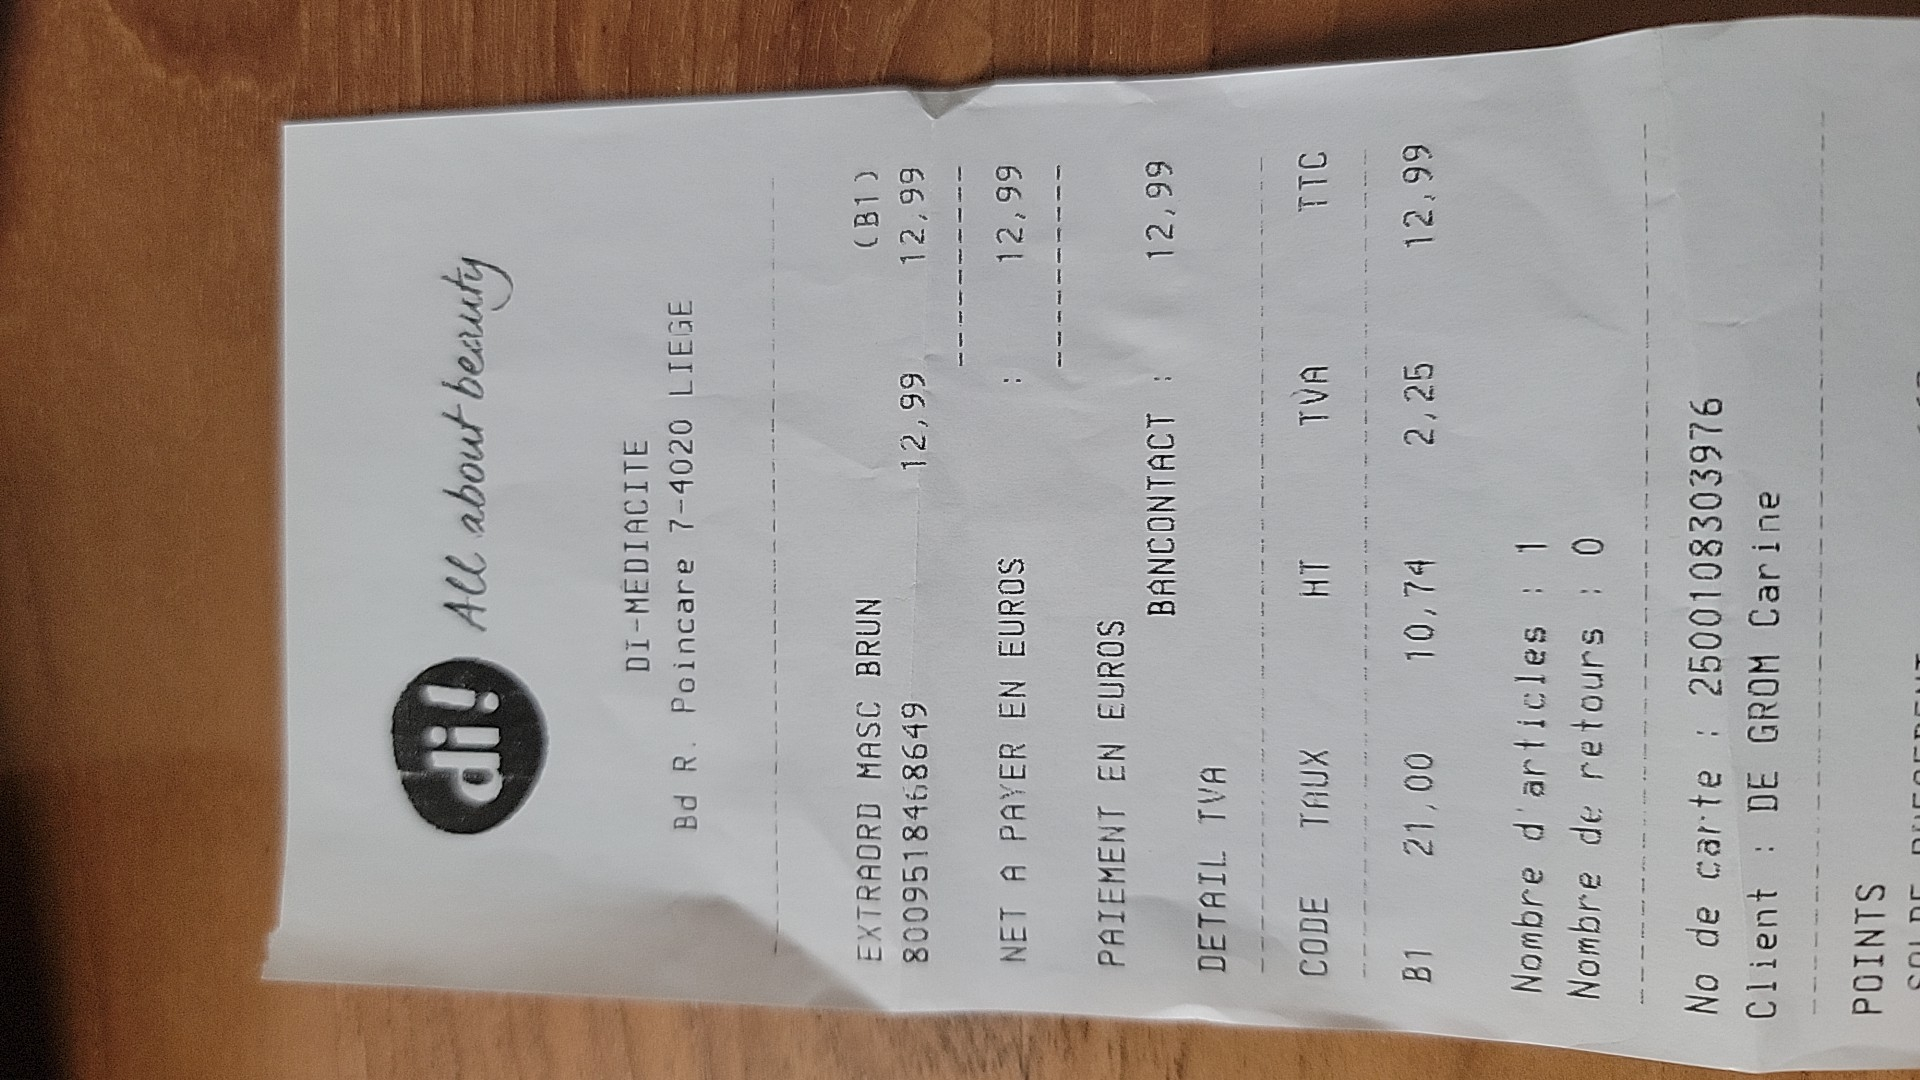 di! All about beauty
DI-MEDIACITE
Bd R. Poincare 7-4020 LIEGE
EXTRAORD MASC BRUN (B1)
8009518468649 12,99 12,99
NET A PAYER EN EUROS : 12,99
PAIEMENT EN EUROS
BANCONTACT : 12,99
DETAIL TVA
CODE TAUX HT TVA TTC
B1 21,00 10,74 2,25 12,99
Nombre d'articles : 1
Nombre de retours : 0
No de carte : 2500108303976
Client : DE GROM Carine
POINTS